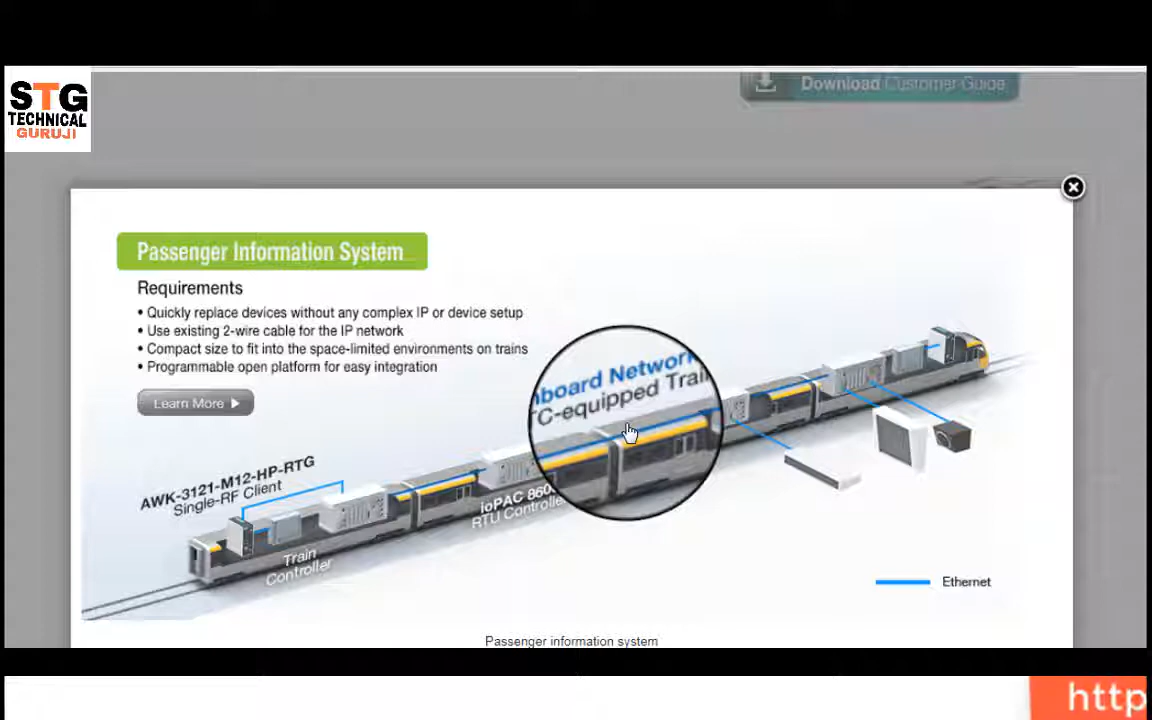 STG
TECHNICAL
GURUJI
Download Customer Guide
Passenger Information System
Requirements
• Quickly replace devices without any complex IP or device setup
• Use existing 2-wire cable for the IP network
• Compact size to fit into the space-limited environments on trains
• Programmable open platform for easy integration
Learn More
nboard Network
TC-equipped Trai
AWK-3121-M12-HP-RTG
Single-RF Client
ioPAC 860
RTU Controlle
Train
Controller
Ethernet
Passenger information system
http